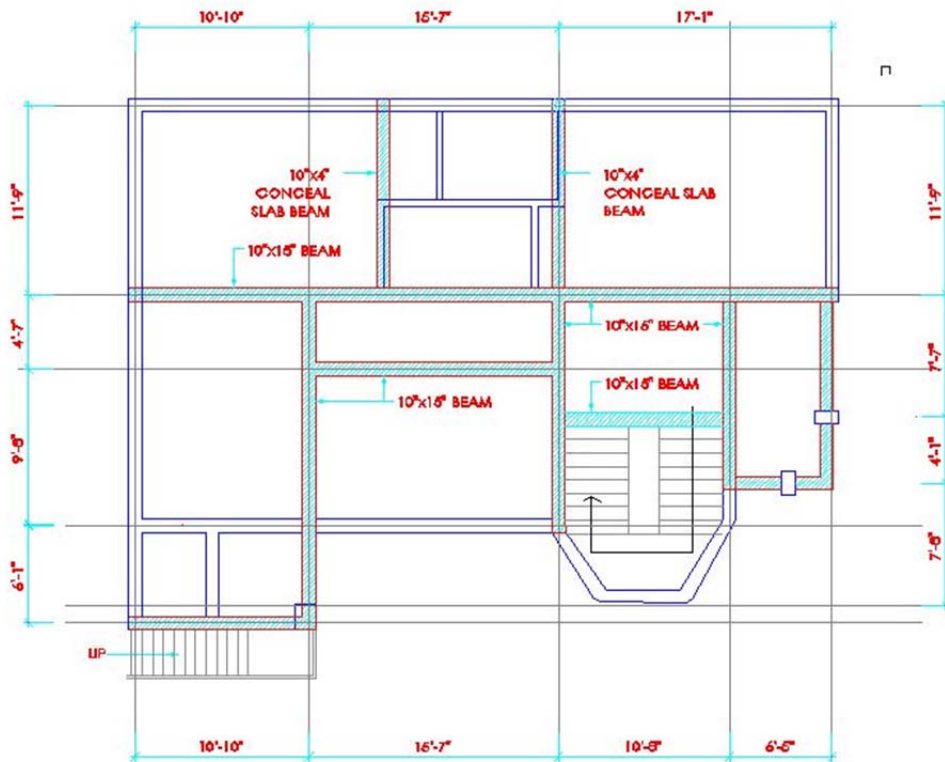 10'-10"
15'-7"
17'-1"
11'-9"
10"x4"
CONCEAL
SLAB BEAM
10"x4"
CONCEAL SLAB
BEAM
11'-9"
10"x15" BEAM
4'-7"
10"x15" BEAM
7'-7"
10"x15" BEAM
10"x15" BEAM
9'-8"
4'-1"
6'-1"
7'-8"
UP
10'-10"
15'-7"
10'-8"
6'-5"